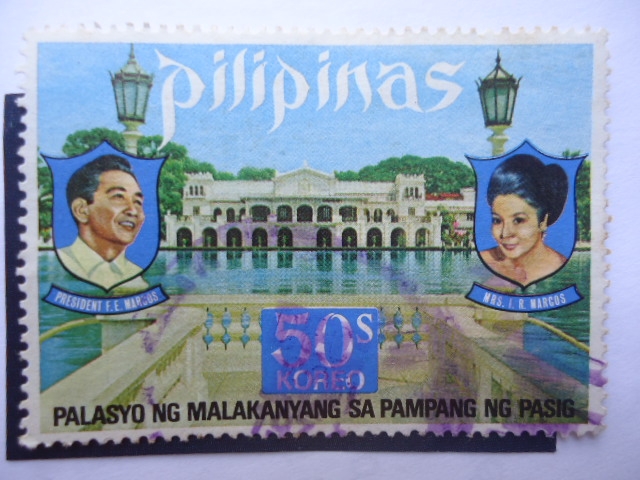 pilipinas
PRESIDENT F.E. MARCOS
MRS. I. R. MARCOS
50s
KOREO
PALASYO NG MALAKANYANG SA PAMPANG NG PASIG